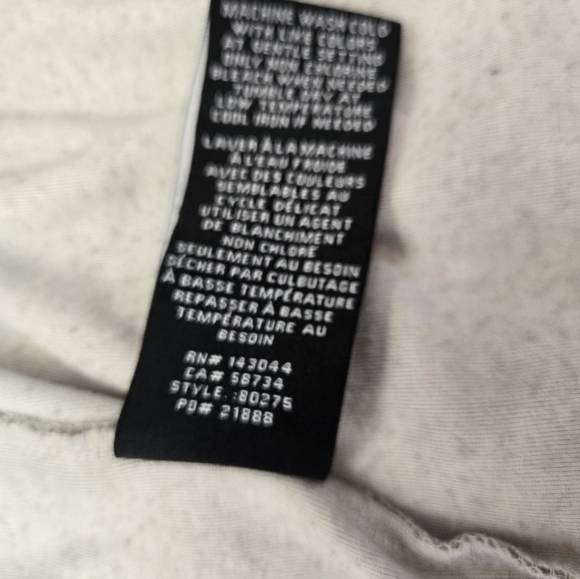 MACHINE WASH COLD
WITH LIKE COLORS
AT GENTLE SETTING
ONLY NON CHLORINE
BLEACH WHEN NEEDED
TUMBLE DRY AT
LOW TEMPERATURE
COOL IRON IF NEEDED
LAVER À LA MACHINE
À L'EAU FROIDE
AVEC DES COULEURS
SEMBLABLES AU
CYCLE DÉLICAT
UTILISER UN AGENT
DE BLANCHIMENT
NON CHLORÉ
SEULEMENT AU BESOIN
SÉCHER PAR CULBUTAGE
À BASSE TEMPÉRATURE
REPASSER À BASSE
TEMPÉRATURE AU
BESOIN
RN# 143044
CA# 58734
STYLE :80275
PO# 21888